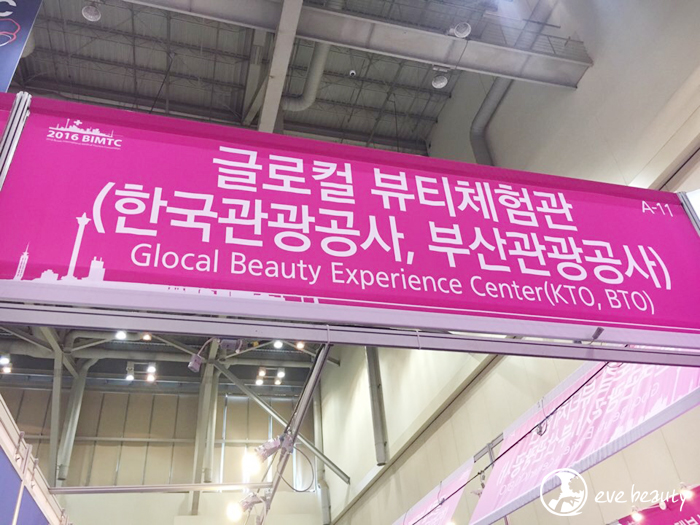 2016 BIMTC
글로컬 뷰티체험관
A-11
(한국관광공사, 부산관광공사)
Glocal Beauty Experience Center(KTO, BTO)
eve beauty